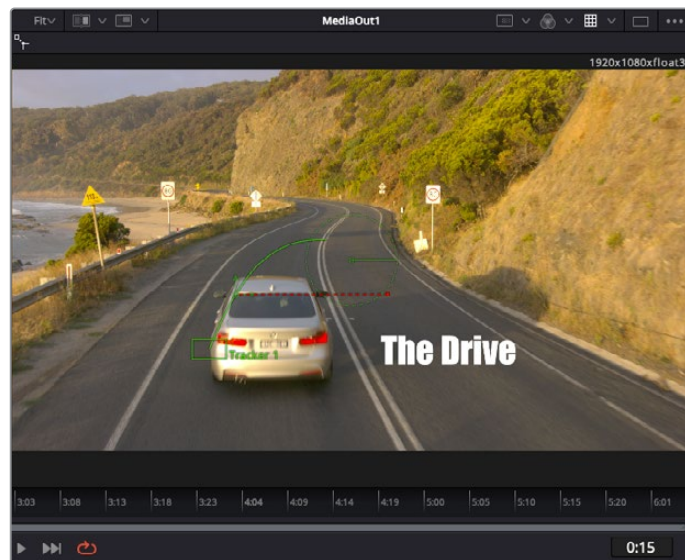 Fit
MediaOut1
1920x1080xfloat3
Tracker 1
The Drive
3:03 3:08 3:13 3:18 3:23 4:04 4:09 4:14 4:19 5:00 5:05 5:10 5:15 5:20 6:01
0:15